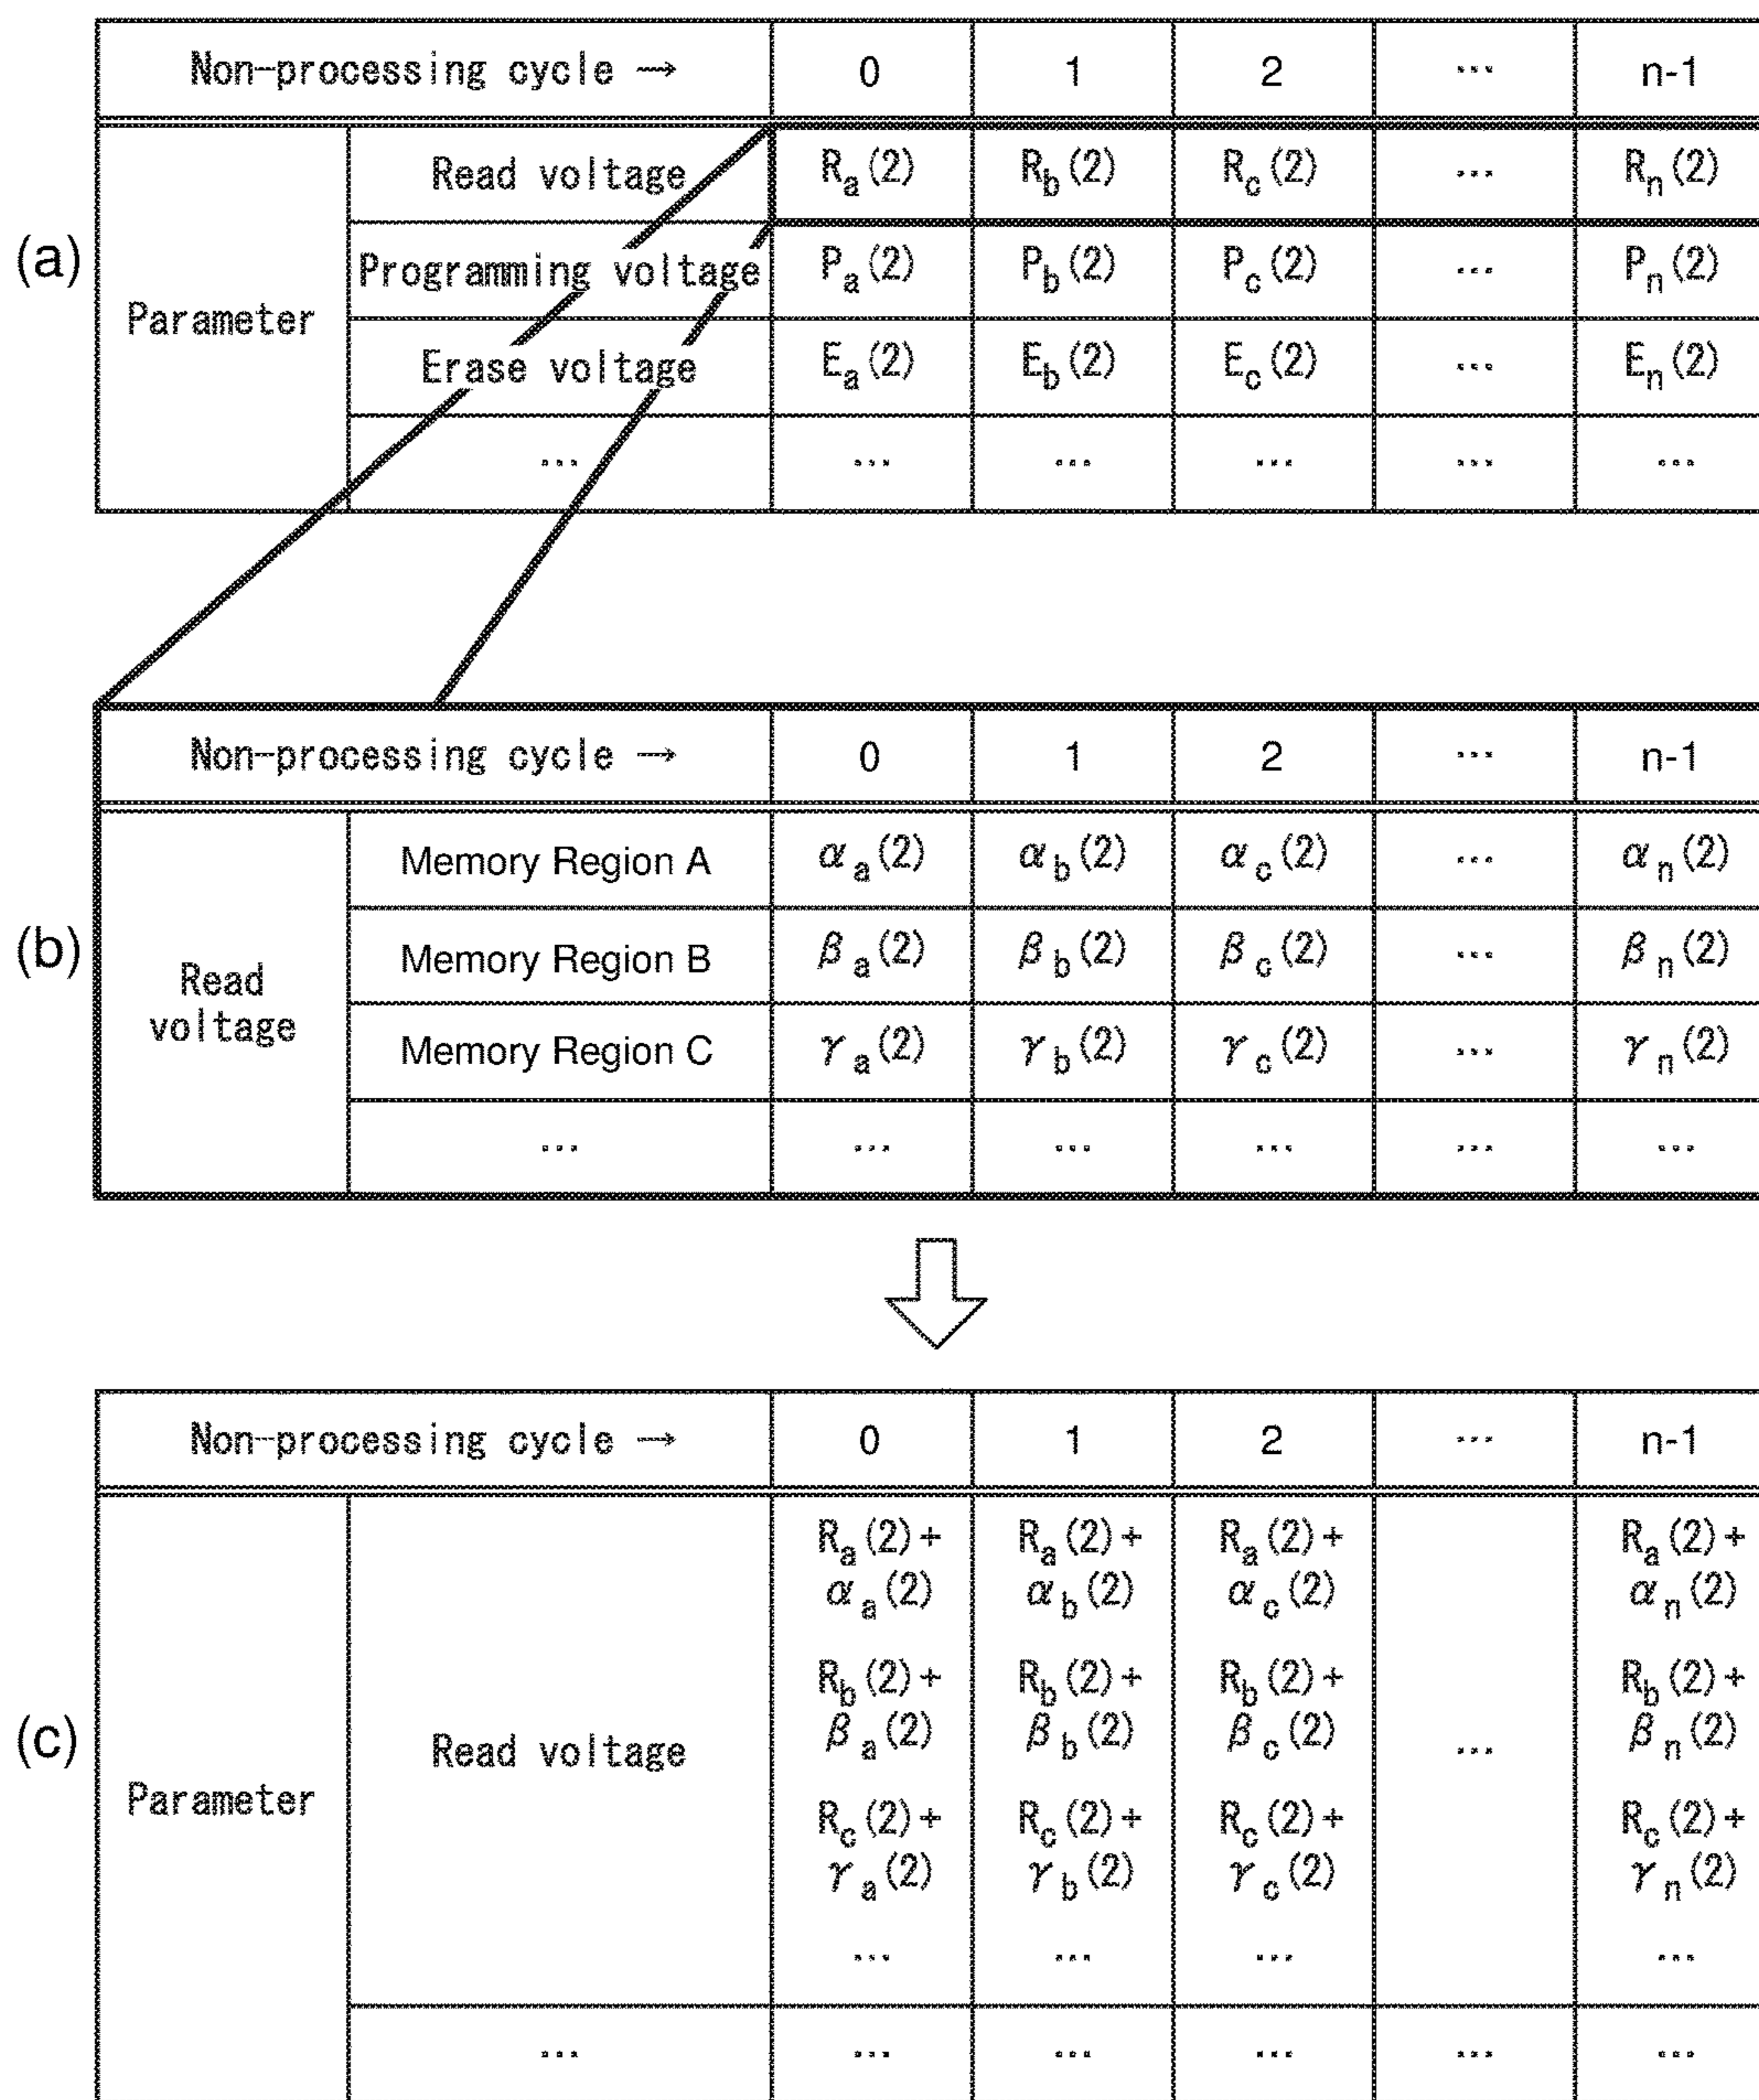 Non-processing cycle → 0 1 2 ... n-1
Read voltage Ra(2) Rb(2) Rc(2) ... Rn(2)
(a) Programming voltage Pa(2) Pb(2) Pc(2) ... Pn(2)
Parameter
Erase voltage Ea(2) Eb(2) Ec(2) ... En(2)
... ... ... ... ... ...
Non-processing cycle → 0 1 2 ... n-1
Memory Region A αa(2) αb(2) αc(2) ... αn(2)
(b) Memory Region B βa(2) βb(2) βc(2) ... βn(2)
Read
voltage
Memory Region C γa(2) γb(2) γc(2) ... γn(2)
... ... ... ... ... ...
Non-processing cycle → 0 1 2 ... n-1
Ra(2)+ Ra(2)+ Ra(2)+ Ra(2)+
αa(2) αb(2) αc(2) αn(2)
Rb(2)+ Rb(2)+ Rb(2)+ Rb(2)+
βa(2) βb(2) βc(2) βn(2)
(c) Read voltage ...
Parameter
Rc(2)+ Rc(2)+ Rc(2)+ Rc(2)+
γa(2) γb(2) γc(2) γn(2)
... ... ... ...
... ... ... ... ... ...